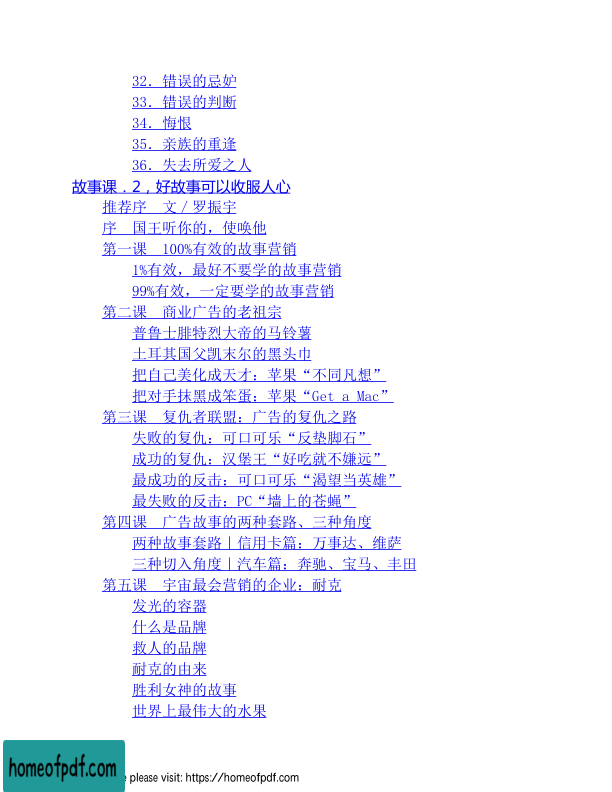 32. 错误的忌妒
33. 错误的判断
34. 悔恨
35. 亲族的重逢
36. 失去所爱之人
故事课.2，好故事可以收服人心
推荐序　文／罗振宇
序　国王听你的，使唤他
第一课　100%有效的故事营销
1%有效，最好不要学的故事营销
99%有效，一定要学的故事营销
第二课　商业广告的老祖宗
普鲁士腓特烈大帝的马铃薯
土耳其国父凯末尔的黑头巾
把自己美化成天才：苹果“不同凡想”
把对手抹黑成笨蛋：苹果“Get a Mac”
第三课　复仇者联盟：广告的复仇之路
失败的复仇：可口可乐“反垫脚石”
成功的复仇：汉堡王“好吃就不嫌远”
最成功的反击：可口可乐“渴望当英雄”
最失败的反击：PC“墙上的苍蝇”
第四课　广告故事的两种套路、三种角度
两种故事套路｜信用卡篇：万事达、维萨
三种切入角度｜汽车篇：奔驰、宝马、丰田
第五课　宇宙最会营销的企业：耐克
发光的容器
什么是品牌
救人的品牌
耐克的由来
胜利女神的故事
世界上最伟大的水果
homeofpdf.com
e please visit: https://homeofpdf.com